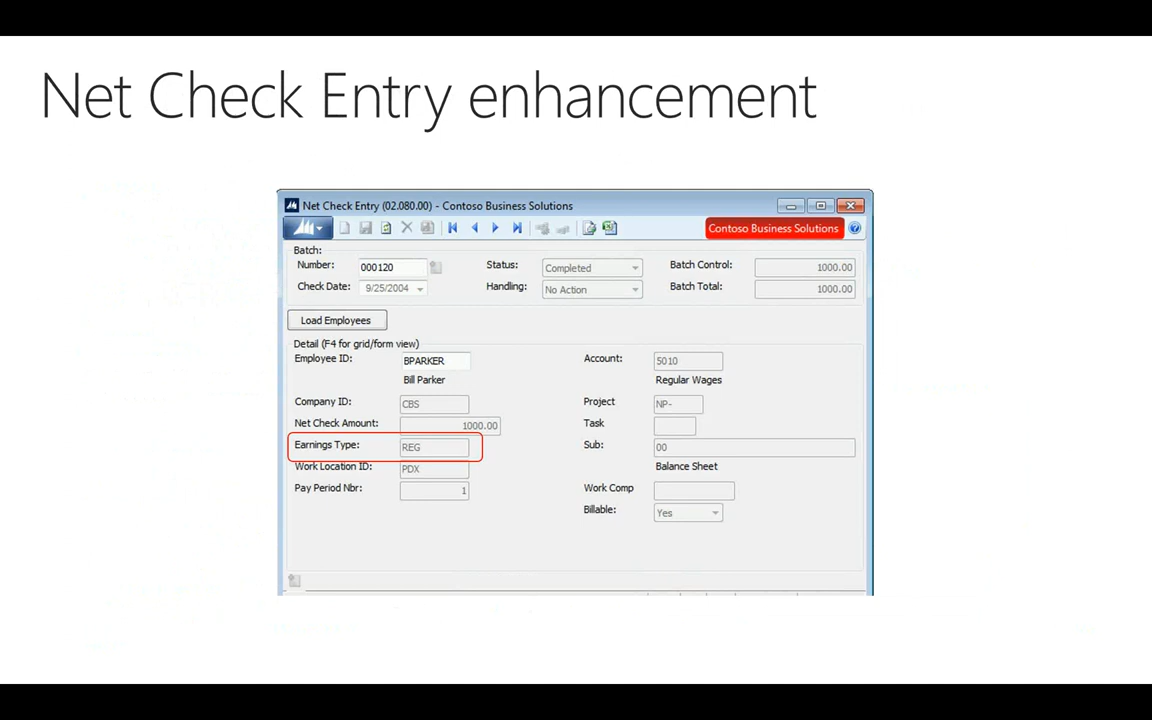 Net Check Entry enhancement
Net Check Entry (02.080.00) - Contoso Business Solutions
Contoso Business Solutions
Batch:
Number: 000120 Status: Completed Batch Control: 1000.00
Check Date: 9/25/2004 Handling: No Action Batch Total: 1000.00
Load Employees
Detail (F4 for grid/form view)
Employee ID: BPARKER Account: 5010
Bill Parker Regular Wages
Company ID: CBS Project NP-
Net Check Amount: 1000.00 Task
Earnings Type: REG Sub: 00
Work Location ID: PDX Balance Sheet
Pay Period Nbr: 1 Work Comp
Billable: Yes